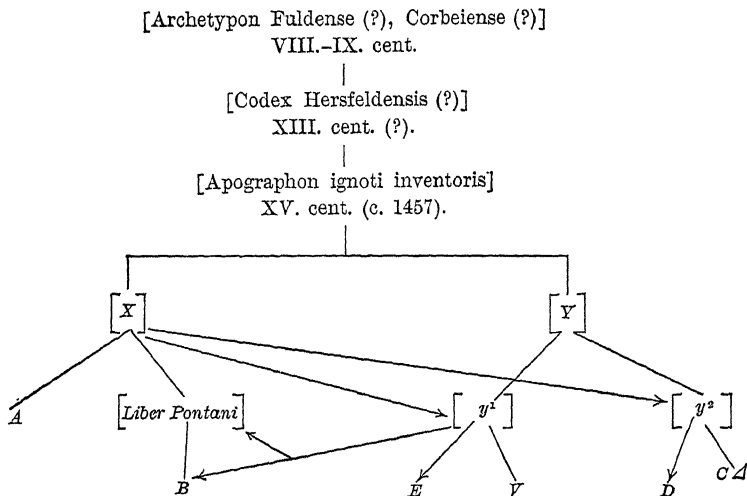 [Archetypon Fuldense (?), Corbeiense (?)]
VIII.–IX. cent.
[Codex Hersfeldensis (?)]
XIII. cent. (?).
[Apographon ignoti inventoris]
XV. cent. (c. 1457).
[X] [Y]
A [Liber Pontani] [y¹] [y²]
B E V D C Δ